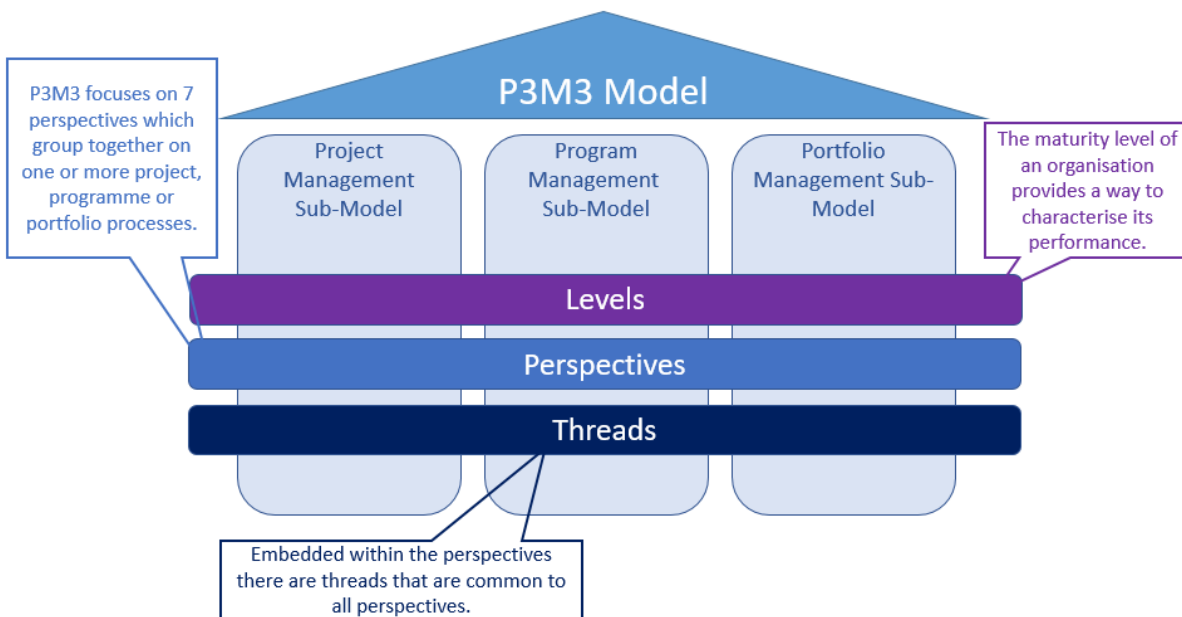 P3M3 Model
P3M3 focuses on 7
perspectives which
group together on
one or more project,
programme or
portfolio processes.
Project
Management
Sub-Model
Program
Management
Sub-Model
Portfolio
Management Sub-
Model
The maturity level of
an organisation
provides a way to
characterise its
performance.
Levels
Perspectives
Threads
Embedded within the perspectives
there are threads that are common to
all perspectives.